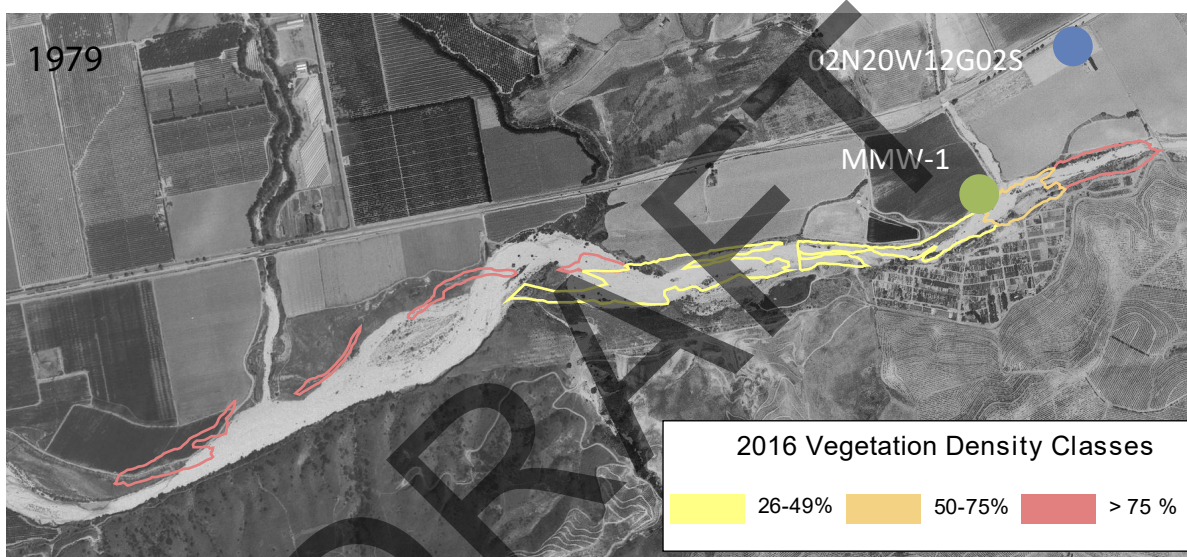 1979
02N20W12G02S
MMW-1
DRAFT
2016 Vegetation Density Classes
26-49%
50-75%
> 75 %